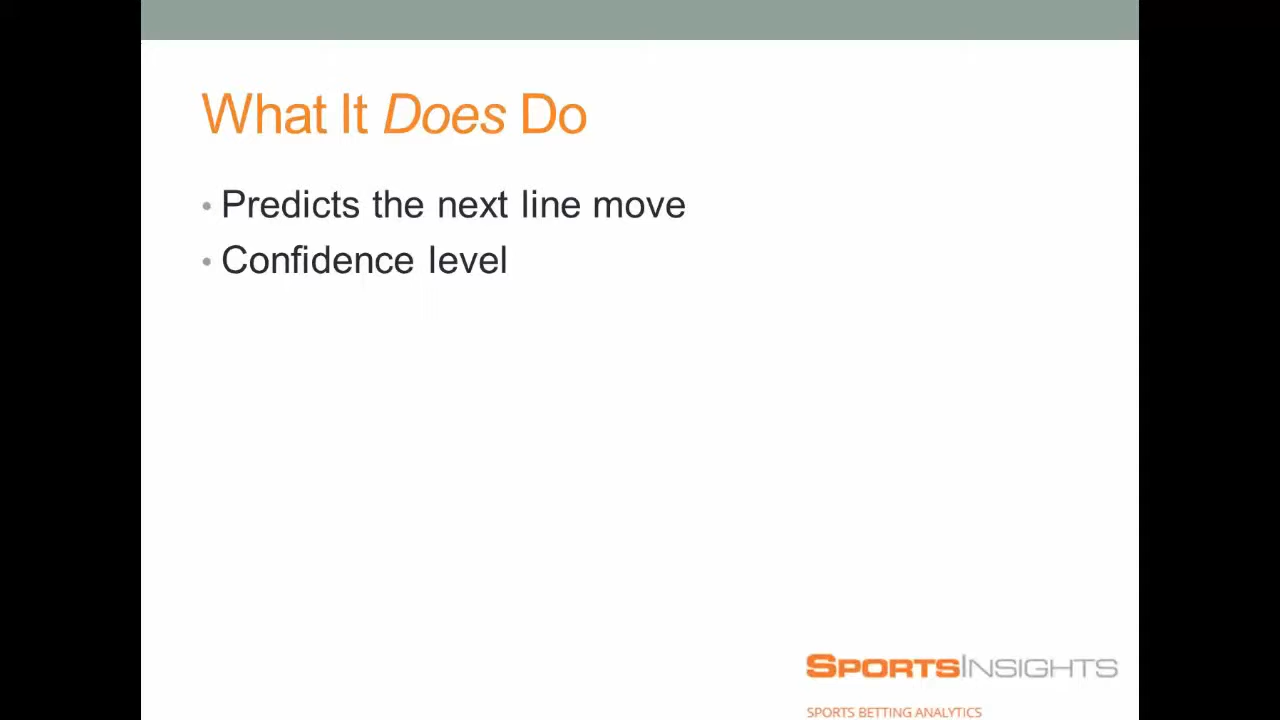 What It Does Do
• Predicts the next line move
• Confidence level
SPORTSINSIGHTS
SPORTS BETTING ANALYTICS